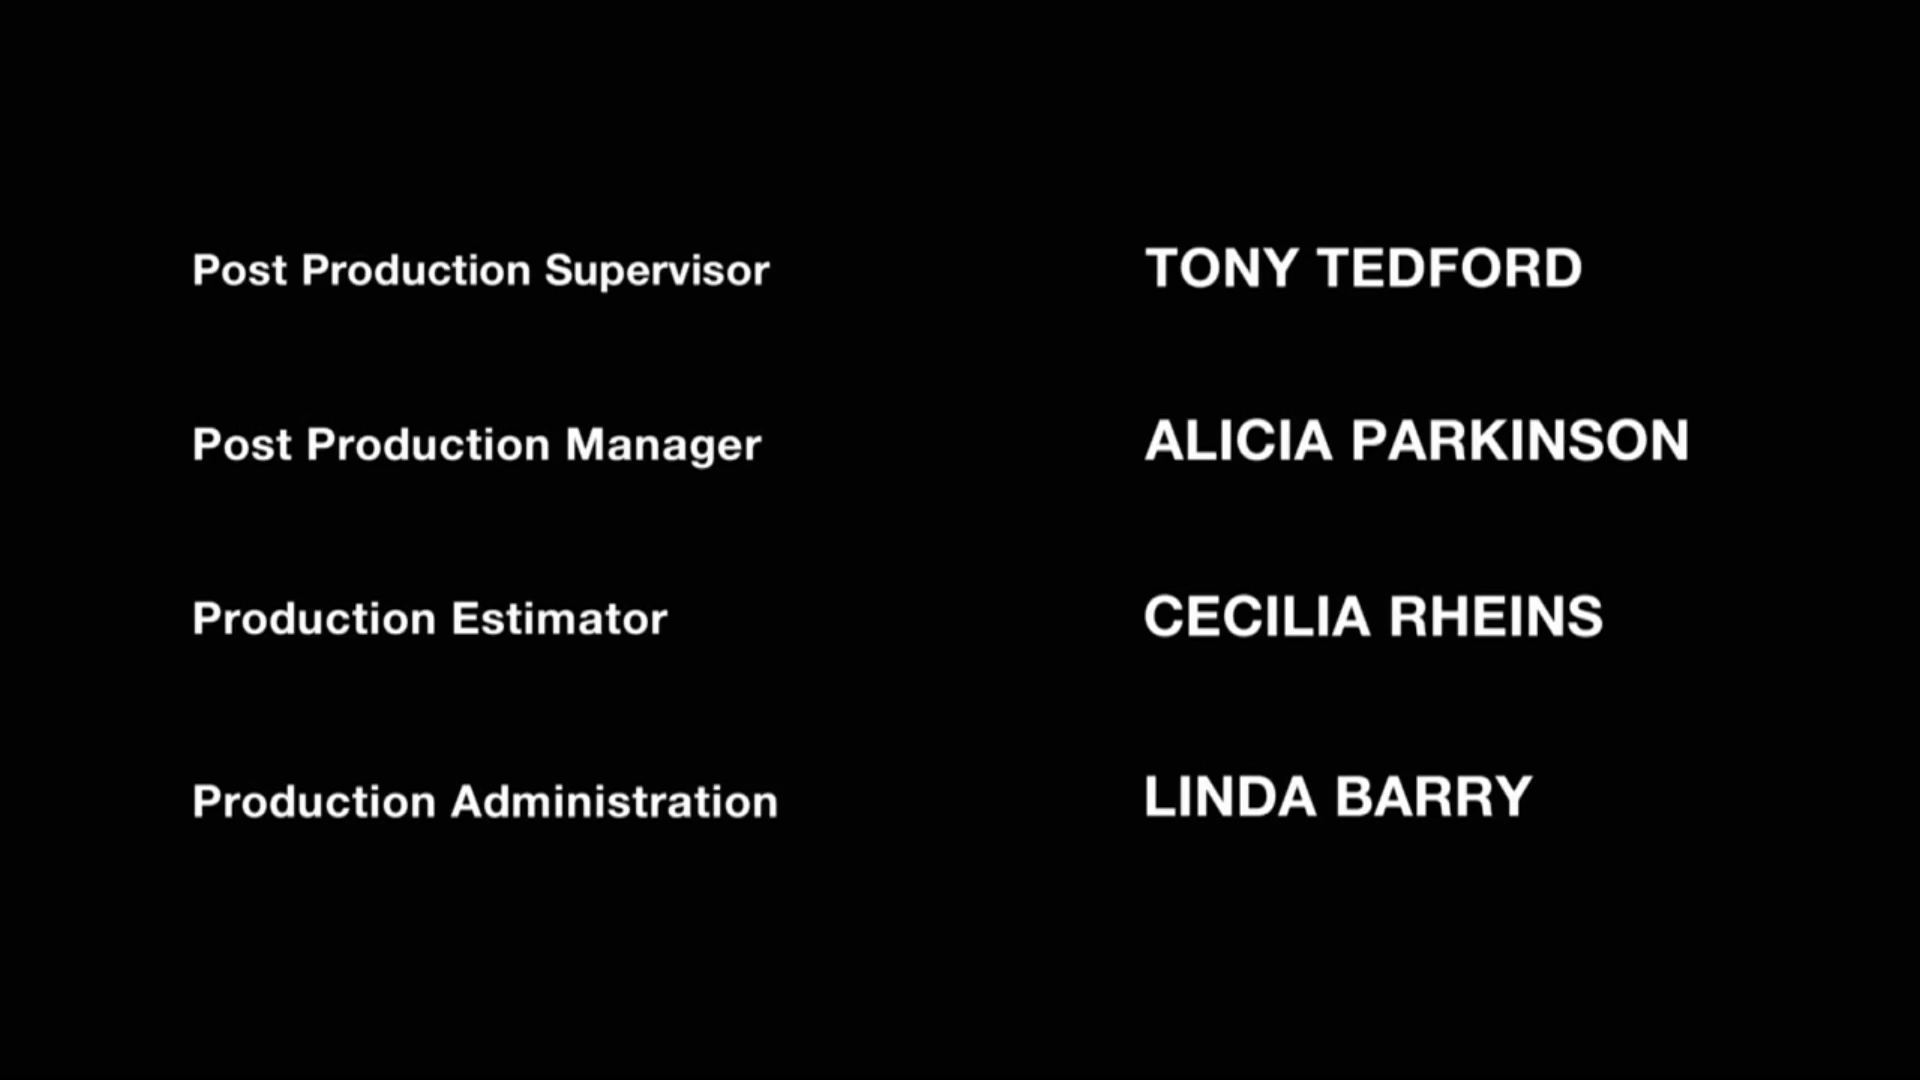 Post Production Supervisor TONY TEDFORD
Post Production Manager ALICIA PARKINSON
Production Estimator CECILIA RHEINS
Production Administration LINDA BARRY